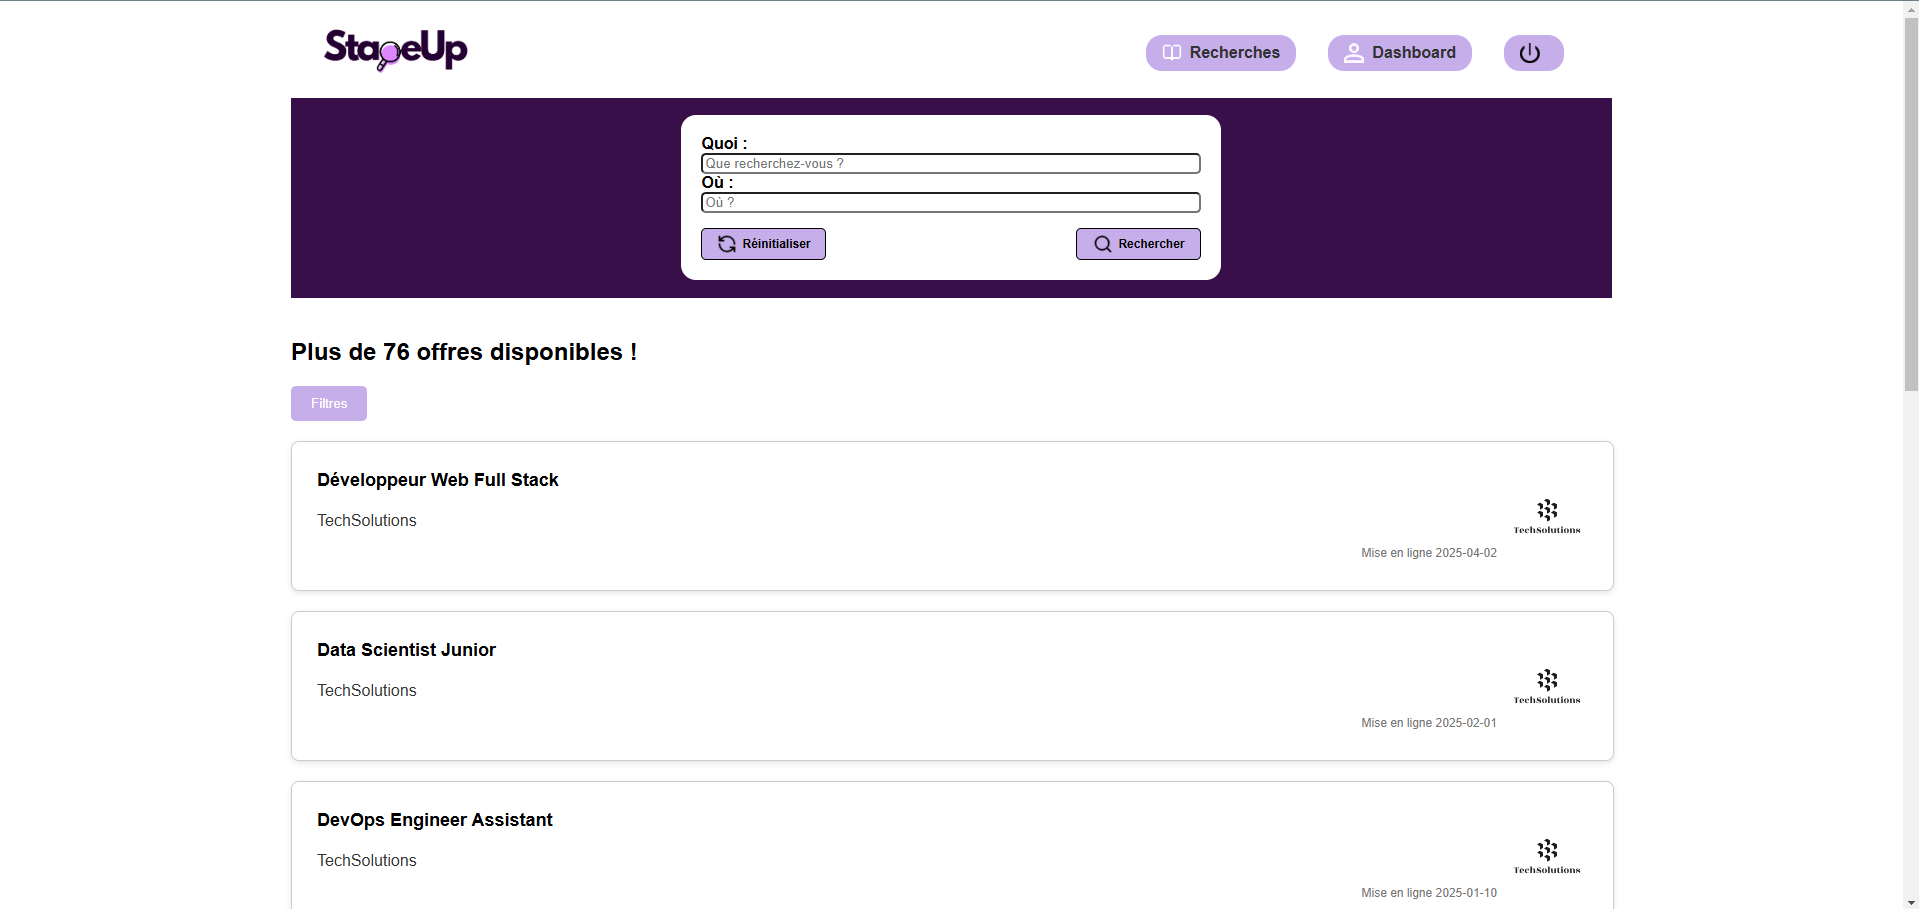 StageUp
Recherches
Dashboard
Quoi :
Que recherchez-vous ?
Où :
Où ?
Réinitialiser
Rechercher
Plus de 76 offres disponibles !
Filtres
Développeur Web Full Stack
TechSolutions
TechSolutions
Mise en ligne 2025-04-02
Data Scientist Junior
TechSolutions
TechSolutions
Mise en ligne 2025-02-01
DevOps Engineer Assistant
TechSolutions
TechSolutions
Mise en ligne 2025-01-10